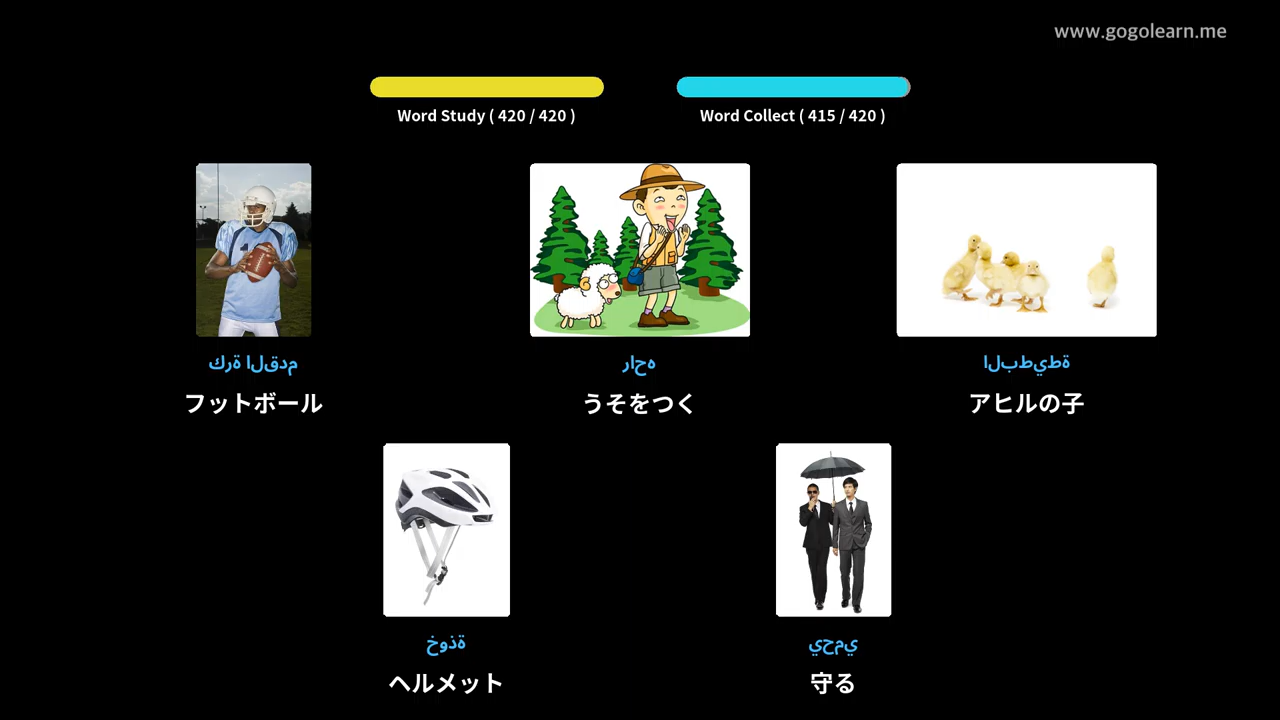 www.gogolearn.me
Word Study ( 420 / 420 )
Word Collect ( 415 / 420 )
كرة القدم
フットボール
راحه
うそをつく
البطيطة
アヒルの子
خوذة
ヘルメット
يحمي
守る